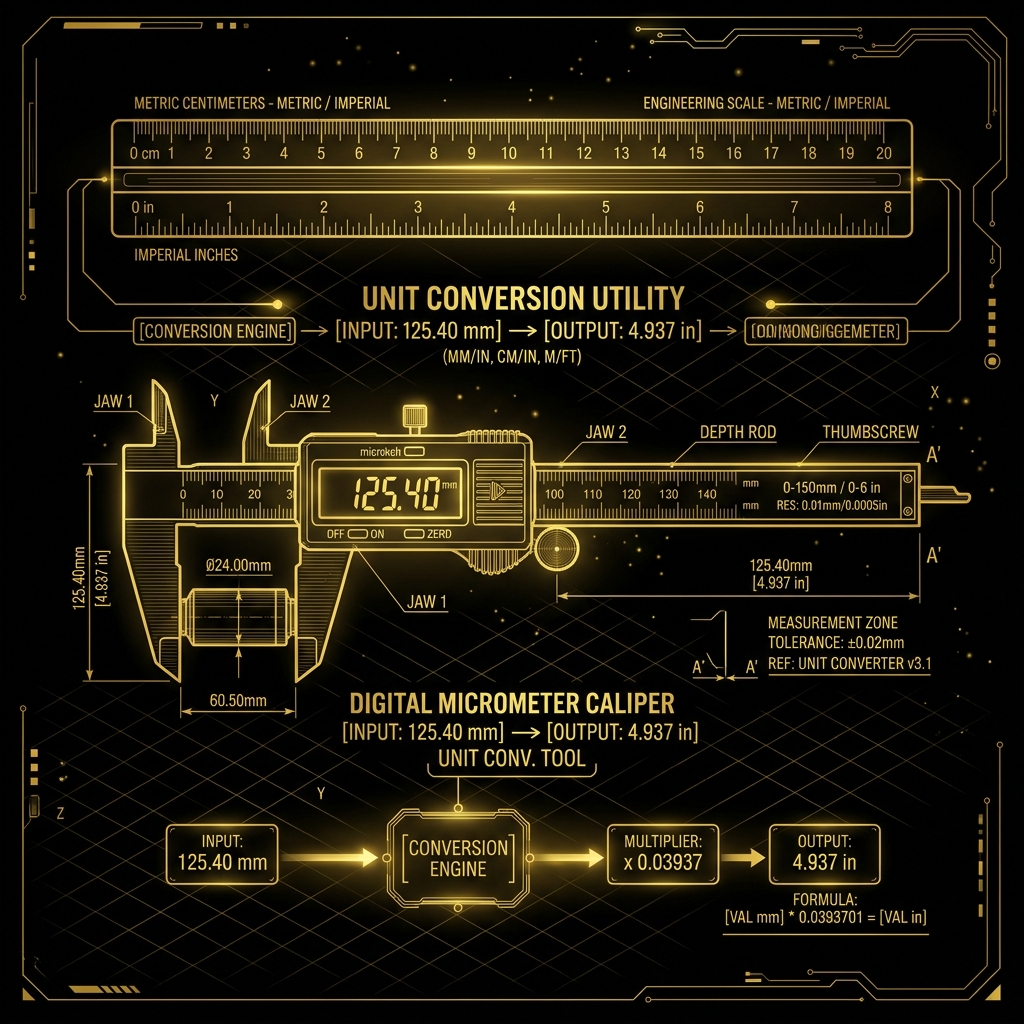 METRIC CENTIMETERS - METRIC / IMPERIAL
ENGINEERING SCALE - METRIC / IMPERIAL
0 cm 1 2 3 4 5 6 7 8 9 10 11 12 13 14 15 16 17 18 19 20
0 in 1 2 3 4 5 6 7 8
IMPERIAL INCHES
UNIT CONVERSION UTILITY
[CONVERSION ENGINE] → [INPUT: 125.40 mm] → [OUTPUT: 4.937 in] →
(MM/IN, CM/IN, M/FT)
JAW 1
Y
JAW 2
X
JAW 2
DEPTH ROD
THUMBSCREW
A'
microkeh
125.40 mm
OFF ON
ZERO
0 10 20 3
100 110 120 130 140
mm
mm
0-150mm / 0-6 in
RES: 0.01mm/0.000Sin
A'
125.40mm
[4.937 in]
Ø24.00mm
JAW 1
60.50mm
125.40mm
[4.937 in]
MEASUREMENT ZONE
TOLERANCE: ±0.02mm
REF: UNIT CONVERTER v3.1
A' A'
DIGITAL MICROMETER CALIPER
[INPUT: 125.40 mm] → [OUTPUT: 4.937 in]
UNIT CONV. TOOL
Y
Z
INPUT:
125.40 mm
[CONVERSION
ENGINE]
MULTIPLIER:
x 0.03937
OUTPUT:
4.937 in
FORMULA:
[VAL mm] * 0.0393701 = [VAL in]